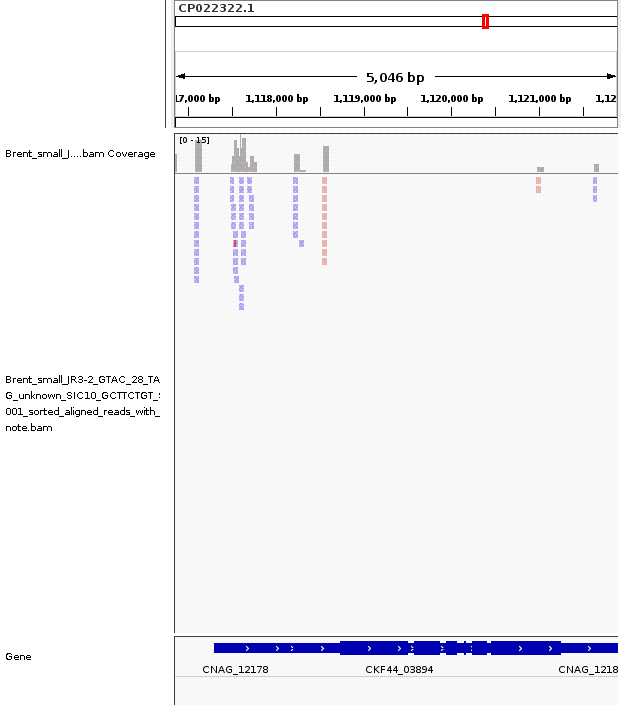 CP022322.1
5,046 bp
l7,000 bp 1,118,000 bp 1,119,000 bp 1,120,000 bp 1,121,000 bp 1,12
[0 - 15]
Brent_small_J....bam Coverage
Brent_small_JR3-2_GTAC_28_TA
G_unknown_SIC10_GCTTCTGT_S
001_sorted_aligned_reads_with_
note.bam
Gene
CNAG_12178 CKF44_03894 CNAG_1218